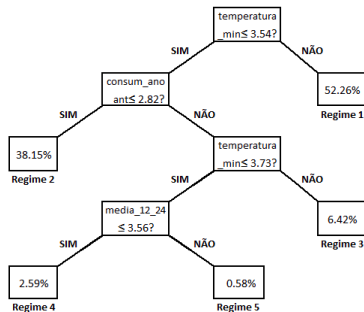 temperatura
_min≤ 3.54?
SIM
NÃO
consum_ano
ant≤ 2.82?
52.26%
Regime 1
SIM
NÃO
38.15%
Regime 2
temperatura
_min≤ 3.73?
SIM
NÃO
media_12_24
≤ 3.56?
6.42%
Regime 3
SIM
NÃO
2.59%
0.58%
Regime 4
Regime 5